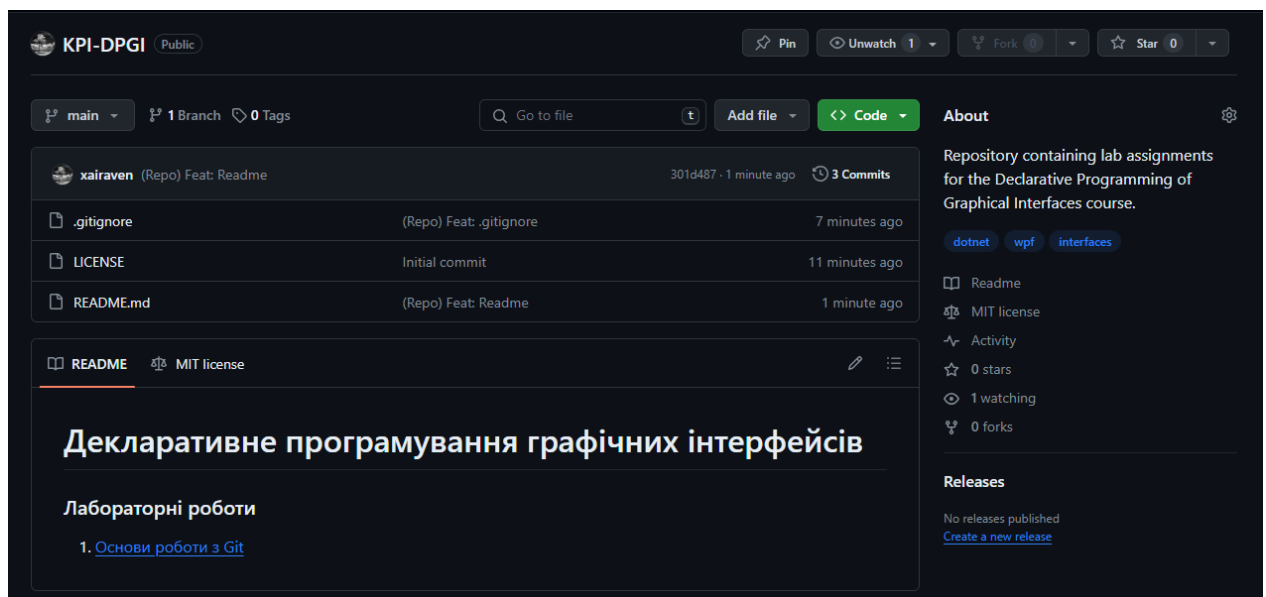 KPI-DPGI Public
Pin
Unwatch 1
Fork 0
Star 0
main
1 Branch
0 Tags
Go to file t
Add file
<> Code
xairaven (Repo) Feat: Readme 301d487 · 1 minute ago 3 Commits
.gitignore (Repo) Feat: .gitignore 7 minutes ago
LICENSE Initial commit 11 minutes ago
README.md (Repo) Feat: Readme 1 minute ago
README MIT license
Декларативне програмування графічних інтерфейсів
Лабораторні роботи
1. Основи роботи з Git
About
Repository containing lab assignments
for the Declarative Programming of
Graphical Interfaces course.
dotnet wpf interfaces
Readme
MIT license
Activity
0 stars
1 watching
0 forks
Releases
No releases published
Create a new release